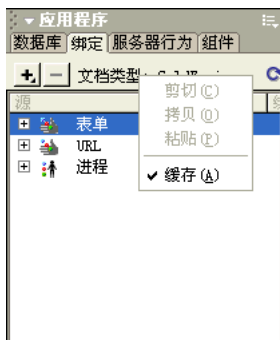 应用程序
数据库 绑定 服务器行为 组件
文档类型:
源
剪切(C)
拷贝(O)
粘贴(P)
缓存(A)
表单
URL
进程